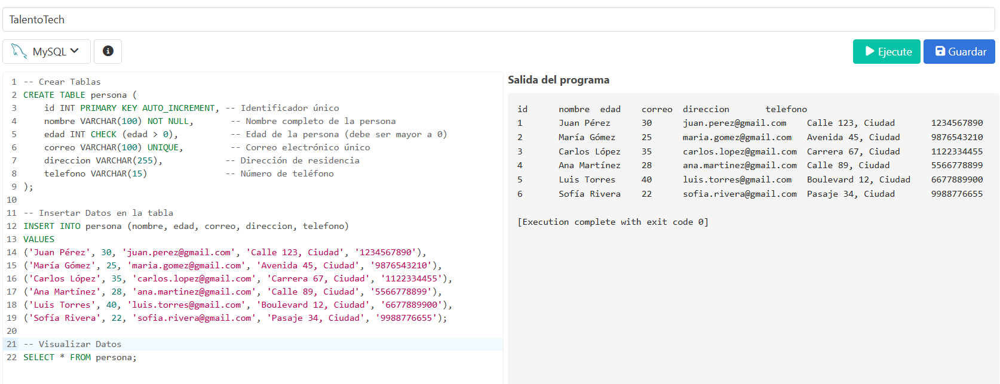 TalentoTech
MySQL
Ejecute
Guardar
1 -- Crear Tablas
2 CREATE TABLE persona (
3     id INT PRIMARY KEY AUTO_INCREMENT, -- Identificador único
4     nombre VARCHAR(100) NOT NULL,       -- Nombre completo de la persona
5     edad INT CHECK (edad > 0),          -- Edad de la persona (debe ser mayor a 0)
6     correo VARCHAR(100) UNIQUE,         -- Correo electrónico único
7     direccion VARCHAR(255),            -- Dirección de residencia
8     telefono VARCHAR(15)               -- Número de teléfono
9 );
10
11 -- Insertar Datos en la tabla
12 INSERT INTO persona (nombre, edad, correo, direccion, telefono)
13 VALUES
14 ('Juan Pérez', 30, 'juan.perez@gmail.com', 'Calle 123, Ciudad', '1234567890'),
15 ('María Gómez', 25, 'maria.gomez@gmail.com', 'Avenida 45, Ciudad', '9876543210'),
16 ('Carlos López', 35, 'carlos.lopez@gmail.com', 'Carrera 67, Ciudad', '1122334455'),
17 ('Ana Martínez', 28, 'ana.martinez@gmail.com', 'Calle 89, Ciudad', '5566778899'),
18 ('Luis Torres', 40, 'luis.torres@gmail.com', 'Boulevard 12, Ciudad', '6677889900'),
19 ('Sofía Rivera', 22, 'sofia.rivera@gmail.com', 'Pasaje 34, Ciudad', '9988776655');
20
21 -- Visualizar Datos
22 SELECT * FROM persona;
Salida del programa
id      nombre  edad    correo  direccion       telefono
1       Juan Pérez      30      juan.perez@gmail.com    Calle 123, Ciudad       1234567890
2       María Gómez     25      maria.gomez@gmail.com   Avenida 45, Ciudad      9876543210
3       Carlos López    35      carlos.lopez@gmail.com  Carrera 67, Ciudad      1122334455
4       Ana Martínez    28      ana.martinez@gmail.com  Calle 89, Ciudad        5566778899
5       Luis Torres     40      luis.torres@gmail.com   Boulevard 12, Ciudad    6677889900
6       Sofía Rivera    22      sofia.rivera@gmail.com  Pasaje 34, Ciudad       9988776655
[Execution complete with exit code 0]